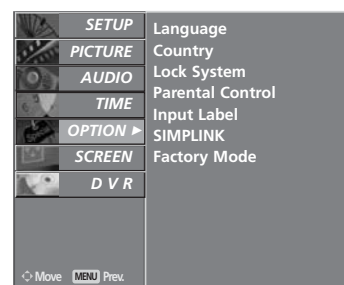 SETUP
PICTURE
AUDIO
TIME
OPTION ►
SCREEN
D V R
Language
Country
Lock System
Parental Control
Input Label
SIMPLINK
Factory Mode
Move MENU Prev.